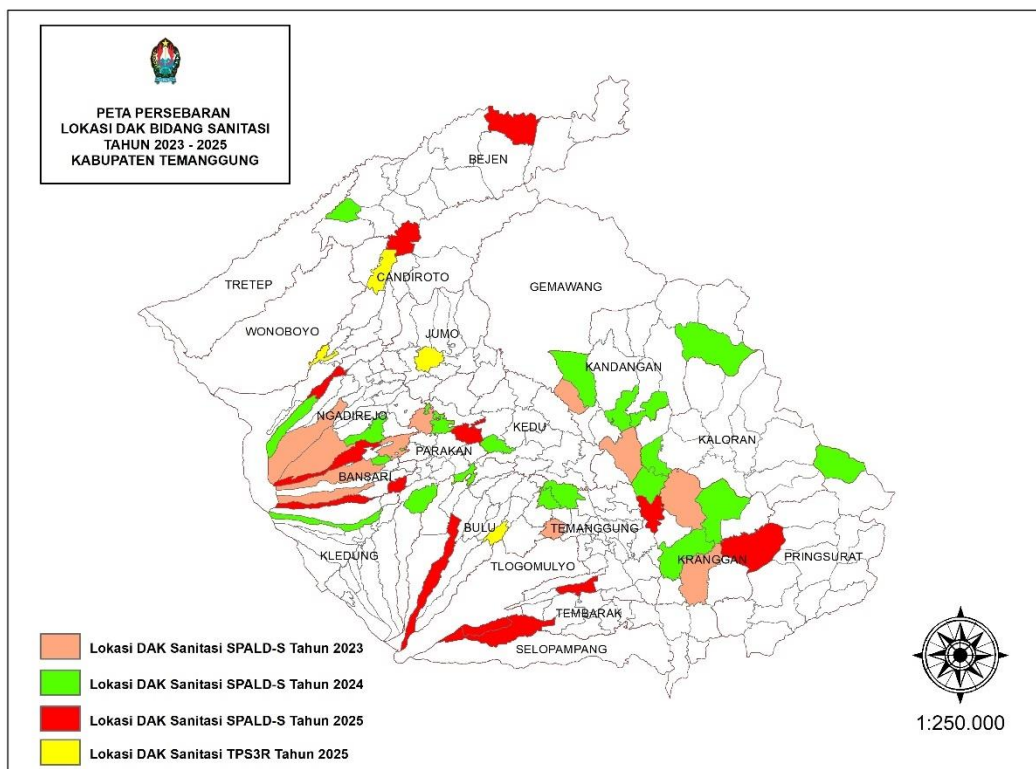 PETA PERSEBARAN
LOKASI DAK BIDANG SANITASI
TAHUN 2023 - 2025
KABUPATEN TEMANGGUNG
BEJEN
CANDIROTO
TRETEP
GEMAWANG
WONOBOYO
JUMO
KANDANGAN
NGADIREJO
KEDU
KALORAN
PARAKAN
BANSARI
BULU
TEMANGGUNG
KLEDUNG
TLOGOMULYO
KRANGGAN
PRINGSURAT
TEMBARAK
SELOPAMPANG
Lokasi DAK Sanitasi SPALD-S Tahun 2023
Lokasi DAK Sanitasi SPALD-S Tahun 2024
Lokasi DAK Sanitasi SPALD-S Tahun 2025
Lokasi DAK Sanitasi TPS3R Tahun 2025
1:250.000